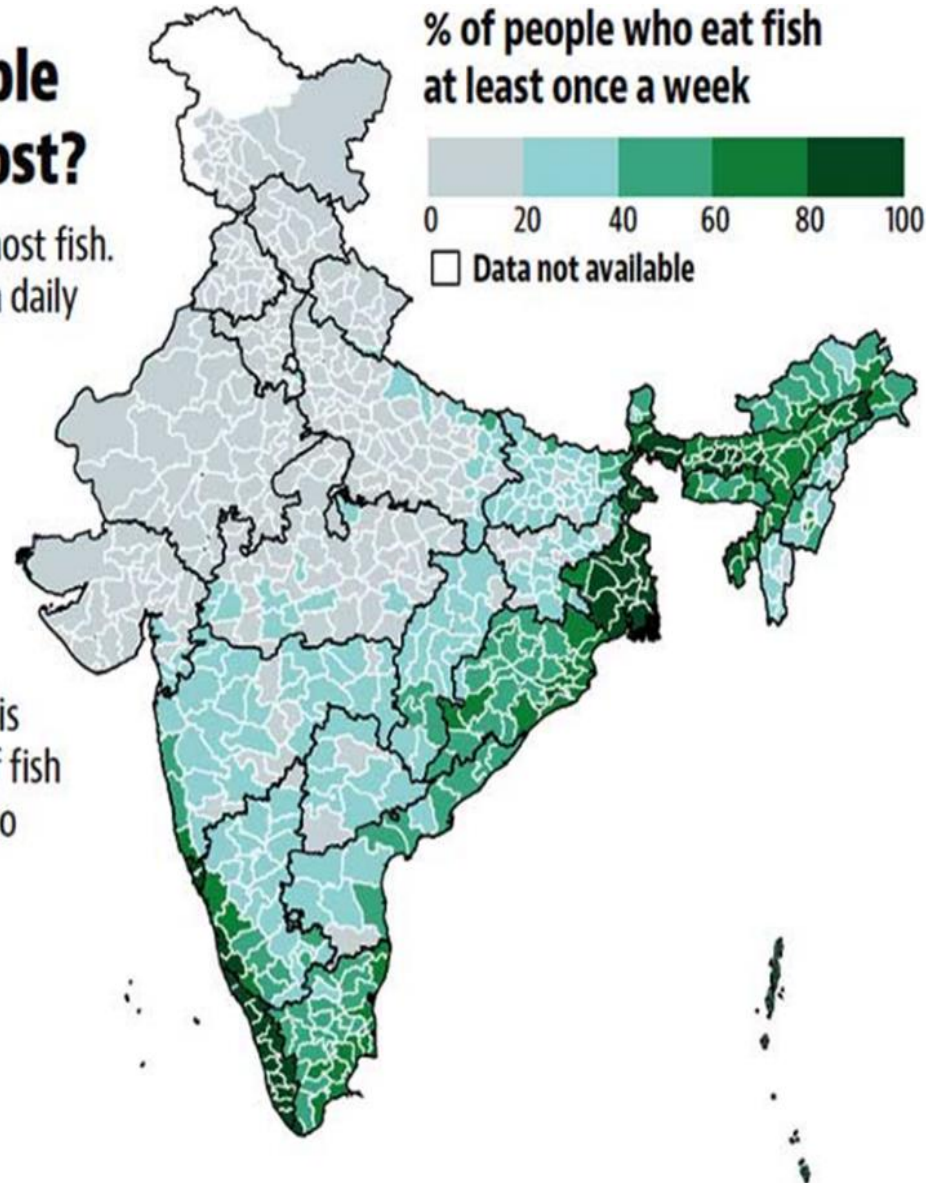 ple
ost?
ost fish.
daily
is
fish
o
% of people who eat fish
at least once a week
0 20 40 60 80 100
Data not available